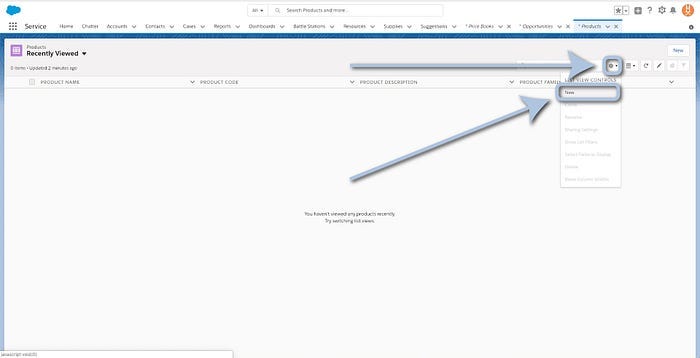 All
Search Products and more...
Service
Home
Chatter
Accounts
Contacts
Cases
Reports
Dashboards
Battle Stations
Resources
Supplies
Suggestions
* Price Books
* Opportunities
* Products
Products
Recently Viewed
0 items • Updated 2 minutes ago
New
PRODUCT NAME
PRODUCT CODE
PRODUCT DESCRIPTION
PRODUCT FAMIL
LIST VIEW CONTROLS
New
Clone
Rename
Sharing Settings
Show List Filters
Select Fields to Display
Delete
Reset Column Widths
You haven't viewed any products recently.
Try switching list views.
javascript:void(0)